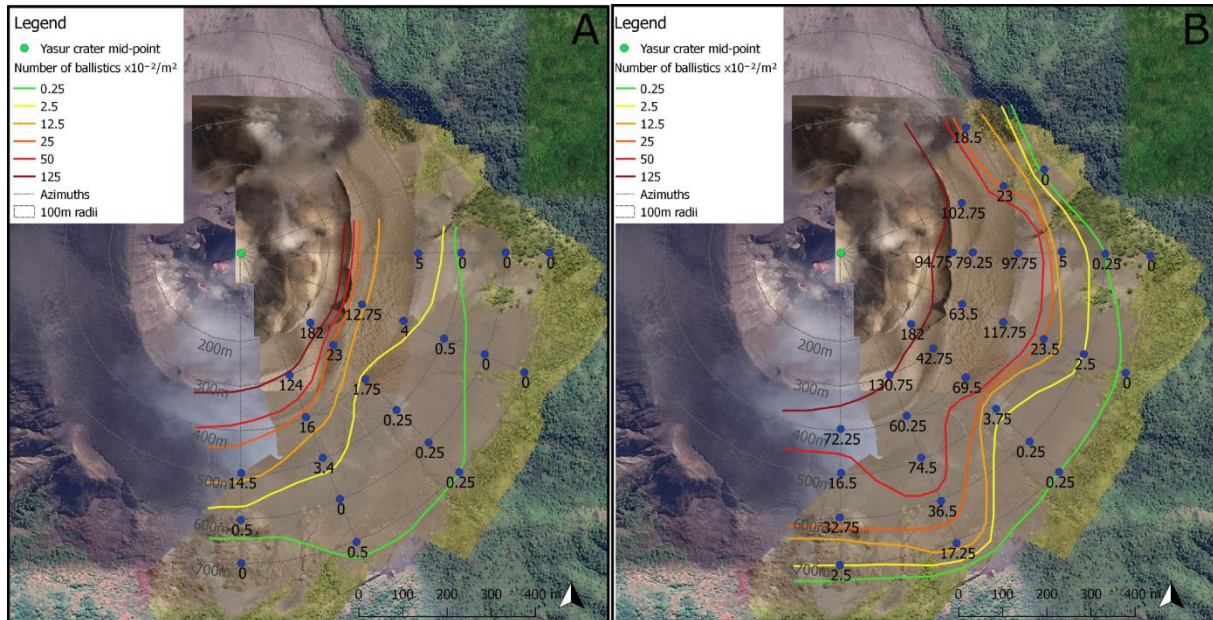 Legend
Yasur crater mid-point
Number of ballistics x10⁻²/m²
0.25
2.5
12.5
25
50
125
Azimuths
100m radii
A
5
0
0
0
12.75
182
4
23
0.5
200m
0
124
300m
1.75
0
0.25
16
400m
0.25
3.4
14.5
0.25
500m
0
0.5
600m
0.5
700m
0
0 100 200 300 400 m
Legend
Yasur crater mid-point
Number of ballistics x10⁻²/m²
0.25
2.5
12.5
25
50
125
Azimuths
100m radii
B
18.5
0
23
102.75
94.75
79.25
97.75
5
0.25
0
63.5
182
117.75
200m
42.75
23.5
2.5
130.75
300m
69.5
0
72.25
60.25
3.75
400m
74.5
0.25
16.5
0.25
500m
36.5
600m
32.75
17.25
700m
2.5
0 100 200 300 400 m